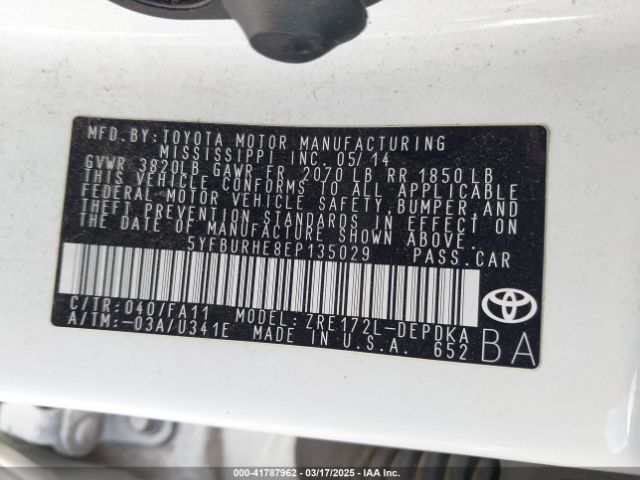 MFD. BY: TOYOTA MOTOR MANUFACTURING
MISSISSIPPI INC. 05/14
GVWR 3820LB GAWR FR 2070 LB RR 1850 LB
THIS VEHICLE CONFORMS TO ALL APPLICABLE
FEDERAL MOTOR VEHICLE SAFETY, BUMPER AND
THEFT PREVENTION STANDARDS IN EFFECT ON
THE DATE OF MANUFACTURE SHOWN ABOVE.
5YFBURHE8EP135029 PASS. CAR
C/TR: 040/FA11 MODEL: ZRE172L-DEPDKA
A/TM: -03A/U341E MADE IN U.S.A. 652
BA
000-41787962 — 03/17/2025 — IAA Inc.